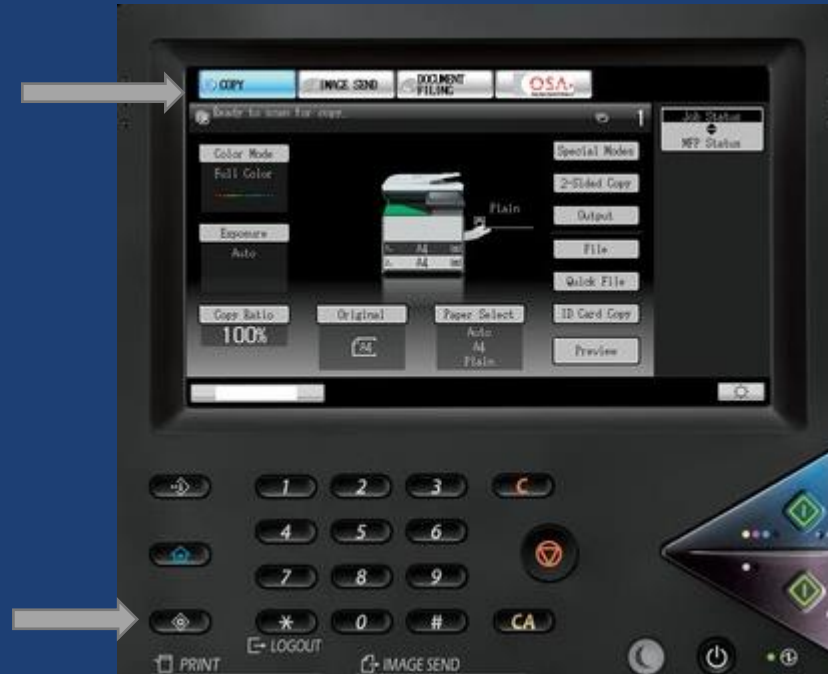 COPY
IMAGE SEND
DOCUMENT
FILING
OSA
Ready to scan for copy.
1
Job Status
MFP Status
Color Mode
Full Color
Special Modes
2-Sided Copy
Plain
Output
Exposure
Auto
A4
A4
File
Quick File
Copy Ratio
100%
Original
A4
Paper Select
Auto
A4
Plain
ID Card Copy
Preview
1 2 3 C
4 5 6
7 8 9
* 0 # CA
LOGOUT
PRINT
IMAGE SEND